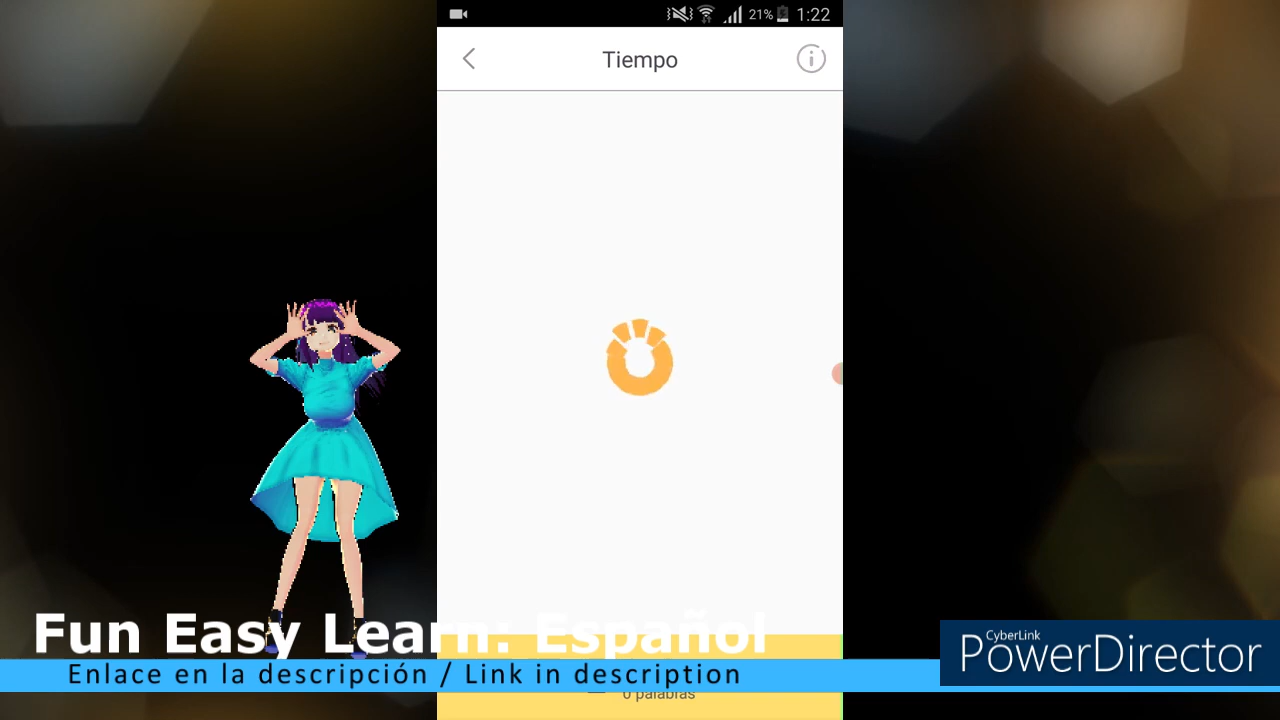 21% 1:22
Tiempo
Fun Easy Learn: Español
Enlace en la descripción / Link in description
0 palabras
CyberLink
PowerDirector